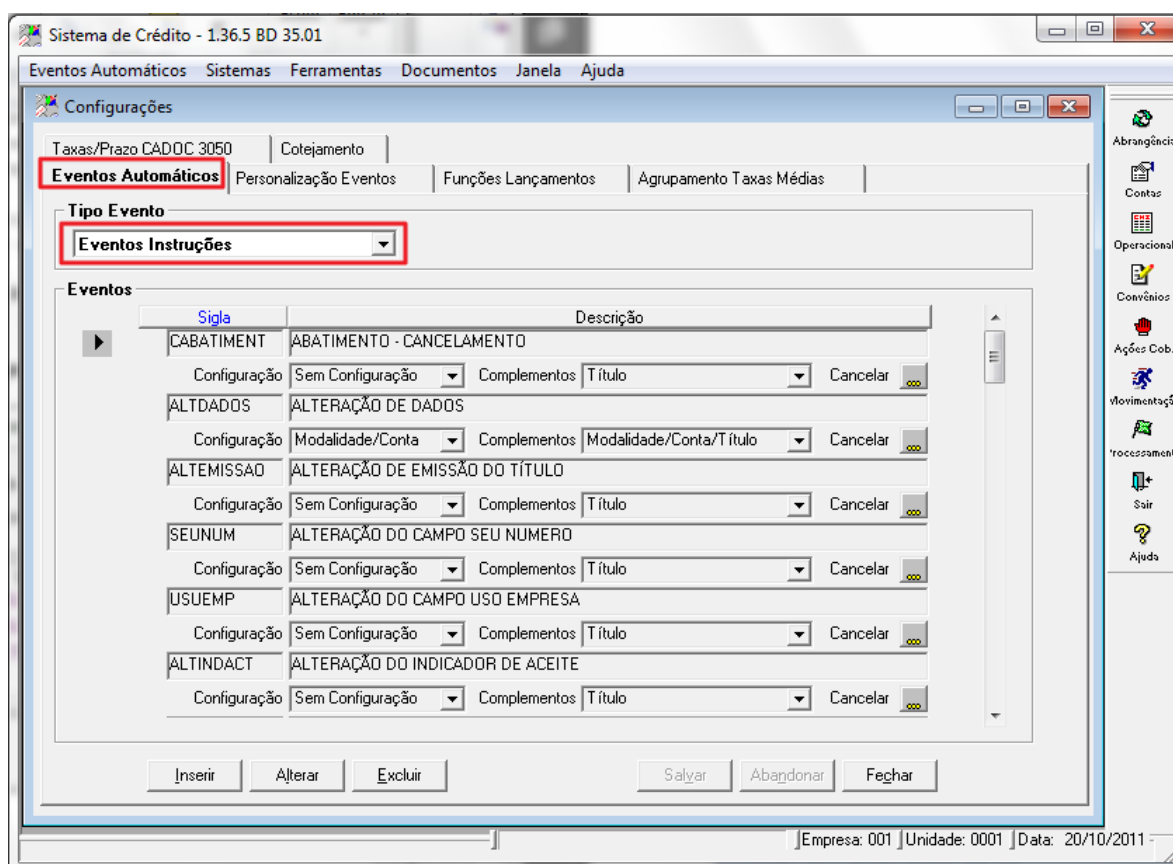 Sistema de Crédito - 1.36.5 BD 35.01
Eventos Automáticos Sistemas Ferramentas Documentos Janela Ajuda
Configurações
Taxas/Prazo CADOC 3050 Cotejamento
Eventos Automáticos Personalização Eventos Funções Lançamentos Agrupamento Taxas Médias
Tipo Evento
Eventos Instruções
Eventos
Sigla Descrição
CABATIMENT ABATIMENTO - CANCELAMENTO
Configuração Sem Configuração Complementos Título Cancelar
ALTDADOS ALTERAÇÃO DE DADOS
Configuração Modalidade/Conta Complementos Modalidade/Conta/Título Cancelar
ALTEMISSAO ALTERAÇÃO DE EMISSÃO DO TÍTULO
Configuração Sem Configuração Complementos Título Cancelar
SEUNUM ALTERAÇÃO DO CAMPO SEU NUMERO
Configuração Sem Configuração Complementos Título Cancelar
USUEMP ALTERAÇÃO DO CAMPO USO EMPRESA
Configuração Sem Configuração Complementos Título Cancelar
ALTINDACT ALTERAÇÃO DO INDICADOR DE ACEITE
Configuração Sem Configuração Complementos Título Cancelar
Inserir Alterar Excluir Salvar Abandonar Fechar
Abrangência
Contas
Operacional
Convênios
Ações Cob.
Movimentaçã
rocessament
Sair
Ajuda
Empresa: 001 Unidade: 0001 Data: 20/10/2011 -